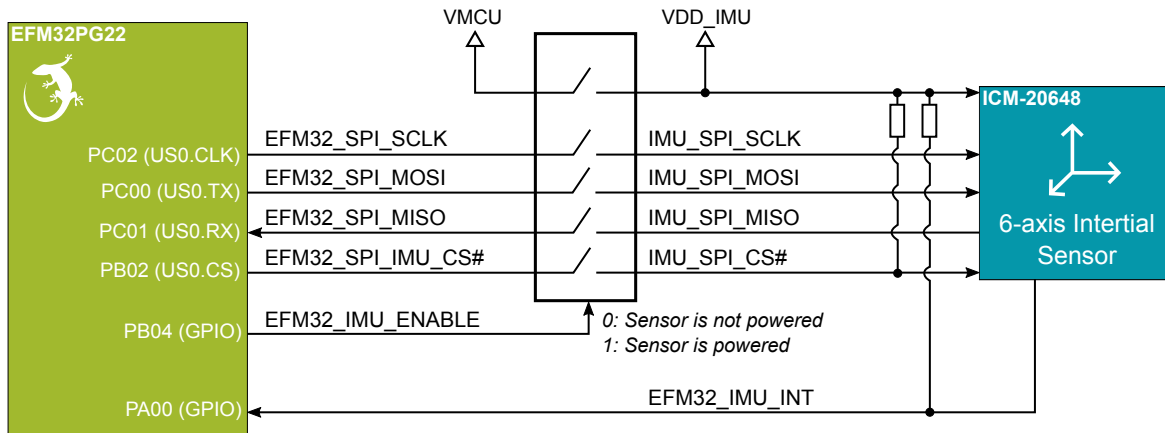 VMCU
VDD_IMU
EFM32PG22
ICM-20648
PC02 (US0.CLK)
EFM32_SPI_SCLK
IMU_SPI_SCLK
PC00 (US0.TX)
EFM32_SPI_MOSI
IMU_SPI_MOSI
PC01 (US0.RX)
EFM32_SPI_MISO
IMU_SPI_MISO
6-axis Intertial
Sensor
PB02 (US0.CS)
EFM32_SPI_IMU_CS#
IMU_SPI_CS#
PB04 (GPIO)
EFM32_IMU_ENABLE
0: Sensor is not powered
1: Sensor is powered
PA00 (GPIO)
EFM32_IMU_INT